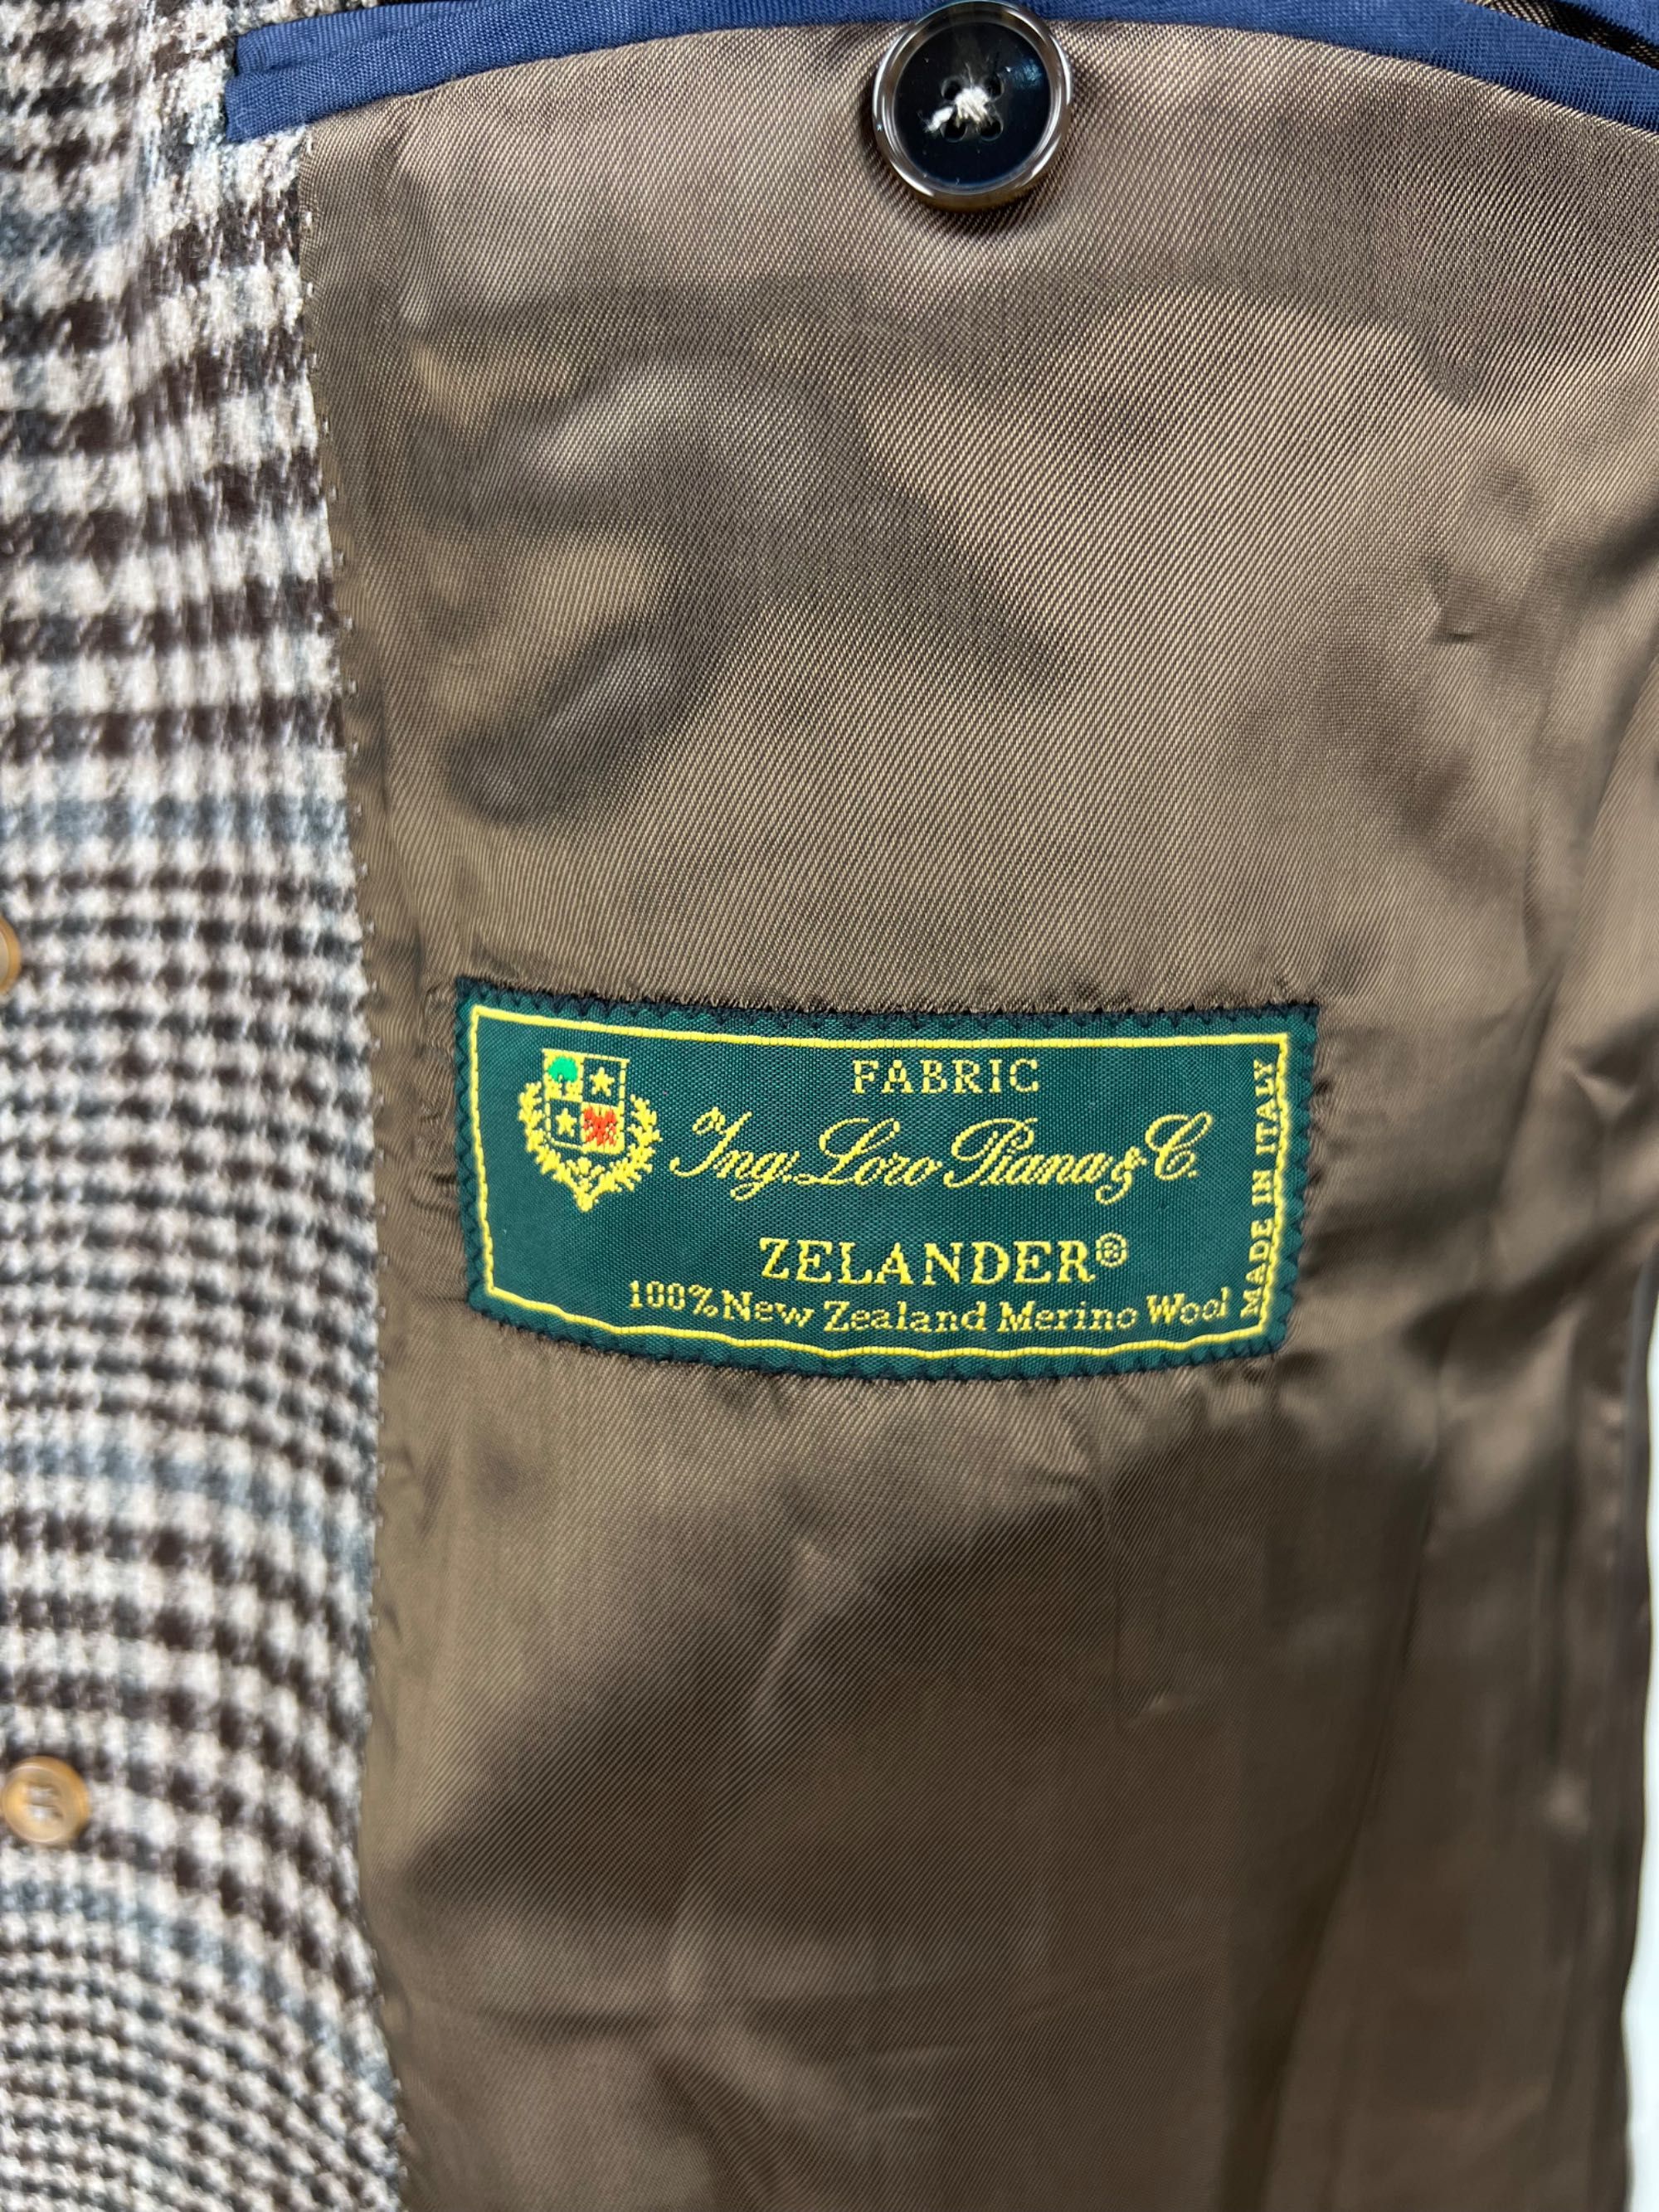 FABRIC
Ing. Loro Piana & C.
ZELANDER®
100% New Zealand Merino Wool
MADE IN ITALY